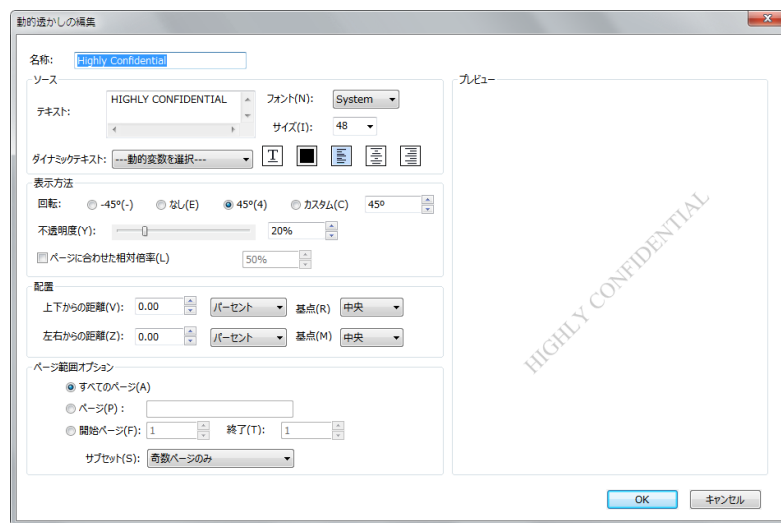 動的透かしの編集
名称: Highly Confidential
ソース
テキスト: HIGHLY CONFIDENTIAL フォント(N): System
サイズ(I): 48
ダイナミックテキスト: ---動的変数を選択--- T
表示方法
回転: -45º(-) なし(E) 45º(4) カスタム(C) 45º
不透明度(Y): 20%
ページに合わせた相対倍率(L) 50%
配置
上下からの距離(V): 0.00 パーセント 基点(R) 中央
左右からの距離(Z): 0.00 パーセント 基点(M) 中央
ページ範囲オプション
すべてのページ(A)
ページ(P) :
開始ページ(F): 1 終了(T): 1
サブセット(S): 奇数ページのみ
プレビュー
HIGHLY CONFIDENTIAL
OK キャンセル